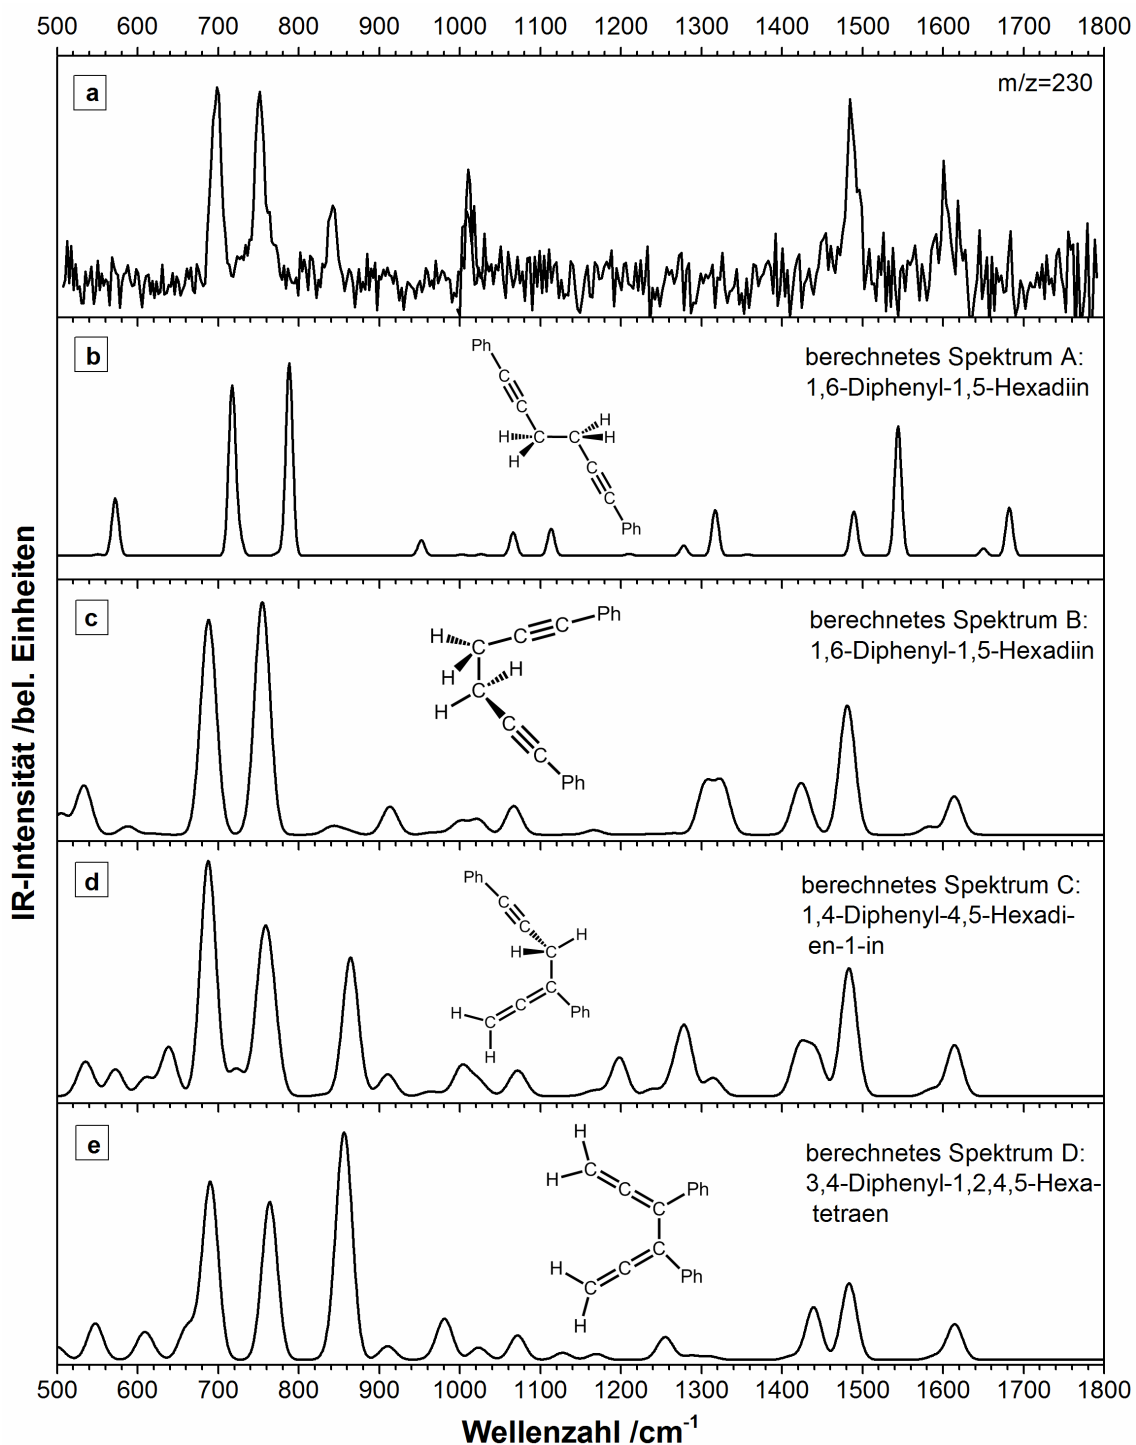 500 600 700 800 900 1000 1100 1200 1300 1400 1500 1600 1700 1800
a
m/z=230
b
berechnetes Spektrum A:
1,6-Diphenyl-1,5-Hexadiin
Ph
C
C
H C C H
H H
C
C
Ph
c
berechnetes Spektrum B:
1,6-Diphenyl-1,5-Hexadiin
Ph
H C C
C
H H
C
H
C
C
Ph
d
berechnetes Spektrum C:
1,4-Diphenyl-4,5-Hexadi-
en-1-in
Ph
C
C H
H C
C
H C Ph
C
H
e
berechnetes Spektrum D:
3,4-Diphenyl-1,2,4,5-Hexa-
tetraen
H
C Ph
H C
C
C
H C Ph
C
H
500 600 700 800 900 1000 1100 1200 1300 1400 1500 1600 1700 1800
Wellenzahl /cm⁻¹
IR-Intensität /bel. Einheiten